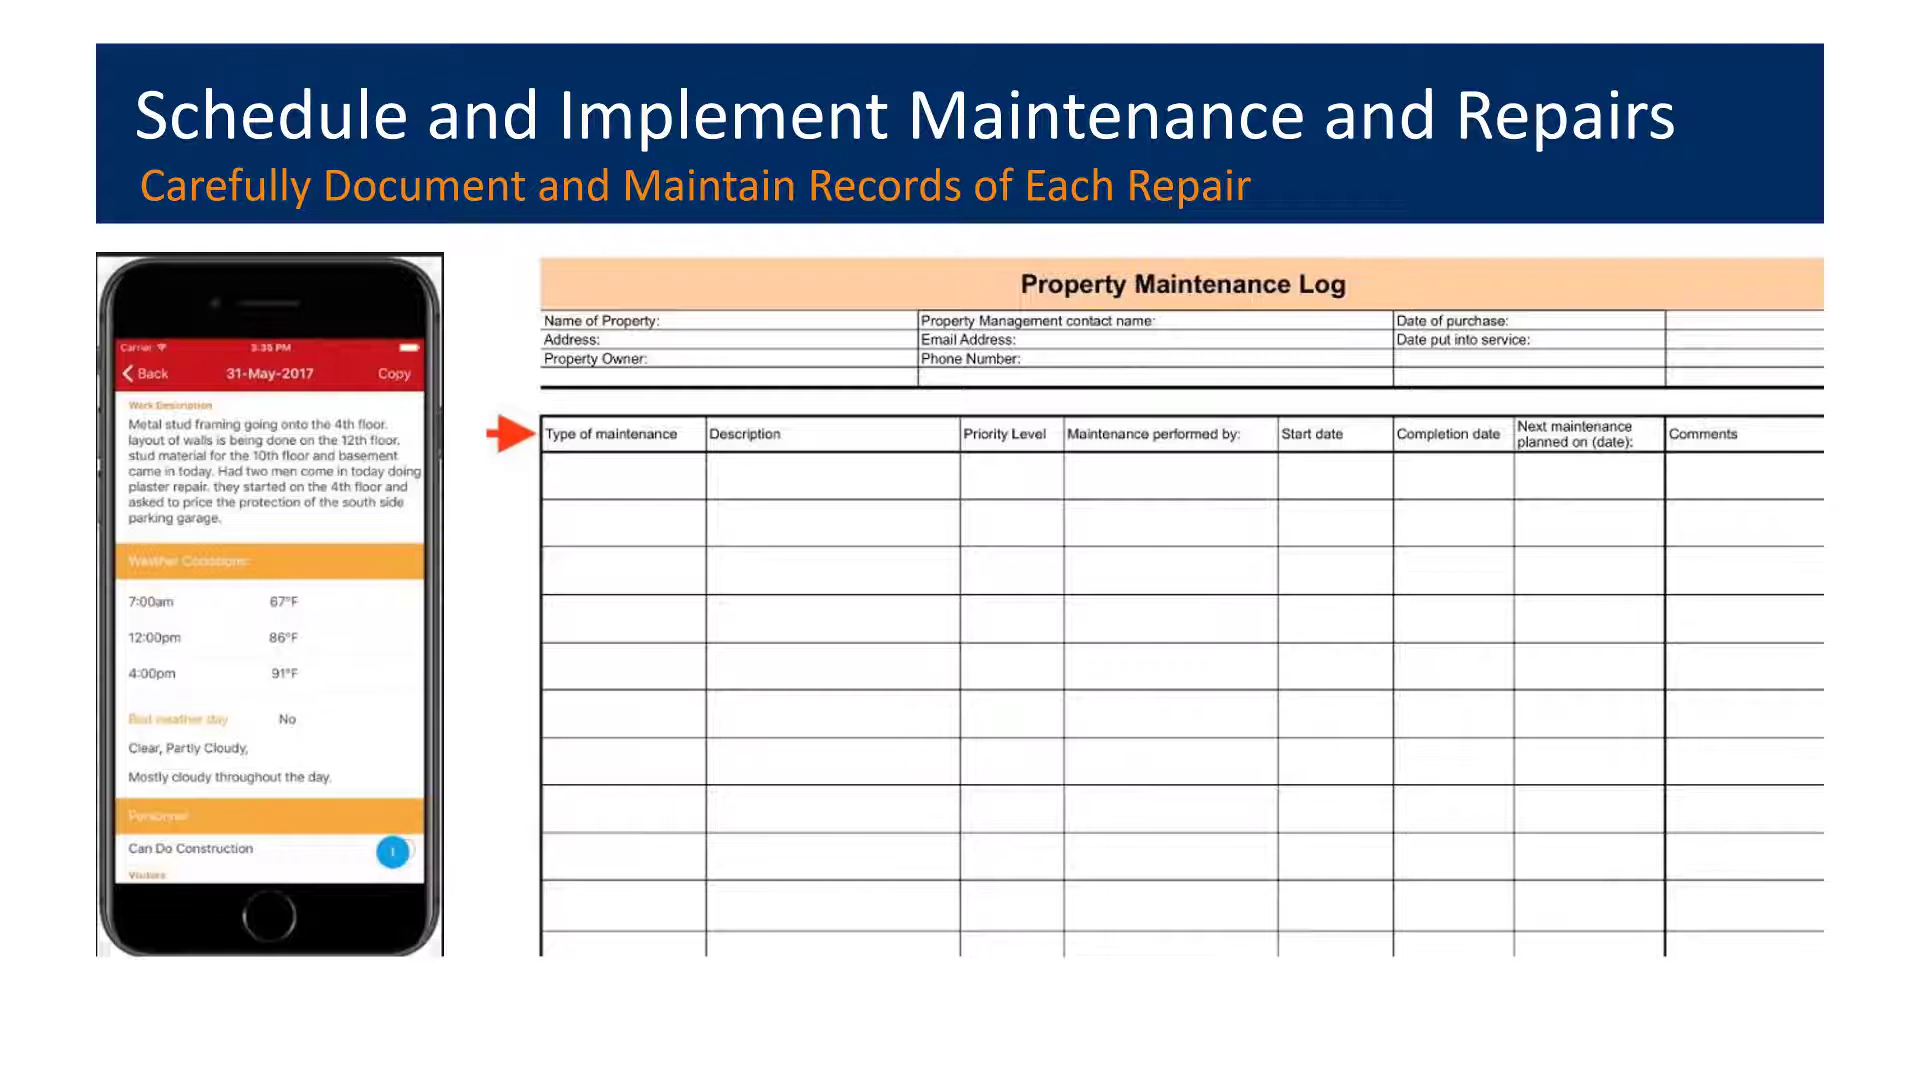 Schedule and Implement Maintenance and Repairs
Carefully Document and Maintain Records of Each Repair
Carrier 3:35 PM
Back 31-May-2017 Copy
Work Description
Metal stud framing going onto the 4th floor.
layout of walls is being done on the 12th floor.
stud material for the 10th floor and basement
came in today. Had two men come in today doing
plaster repair. they started on the 4th floor and
asked to price the protection of the south side
parking garage.
Weather Conditions:
7:00am 67°F
12:00pm 86°F
4:00pm 91°F
Bad weather day No
Clear, Partly Cloudy,
Mostly cloudy throughout the day.
Personnel
Can Do Construction
Visitors
Property Maintenance Log
Name of Property: Property Management contact name: Date of purchase:
Address: Email Address: Date put into service:
Property Owner: Phone Number:
Type of maintenance Description Priority Level Maintenance performed by: Start date Completion date Next maintenance planned on (date): Comments